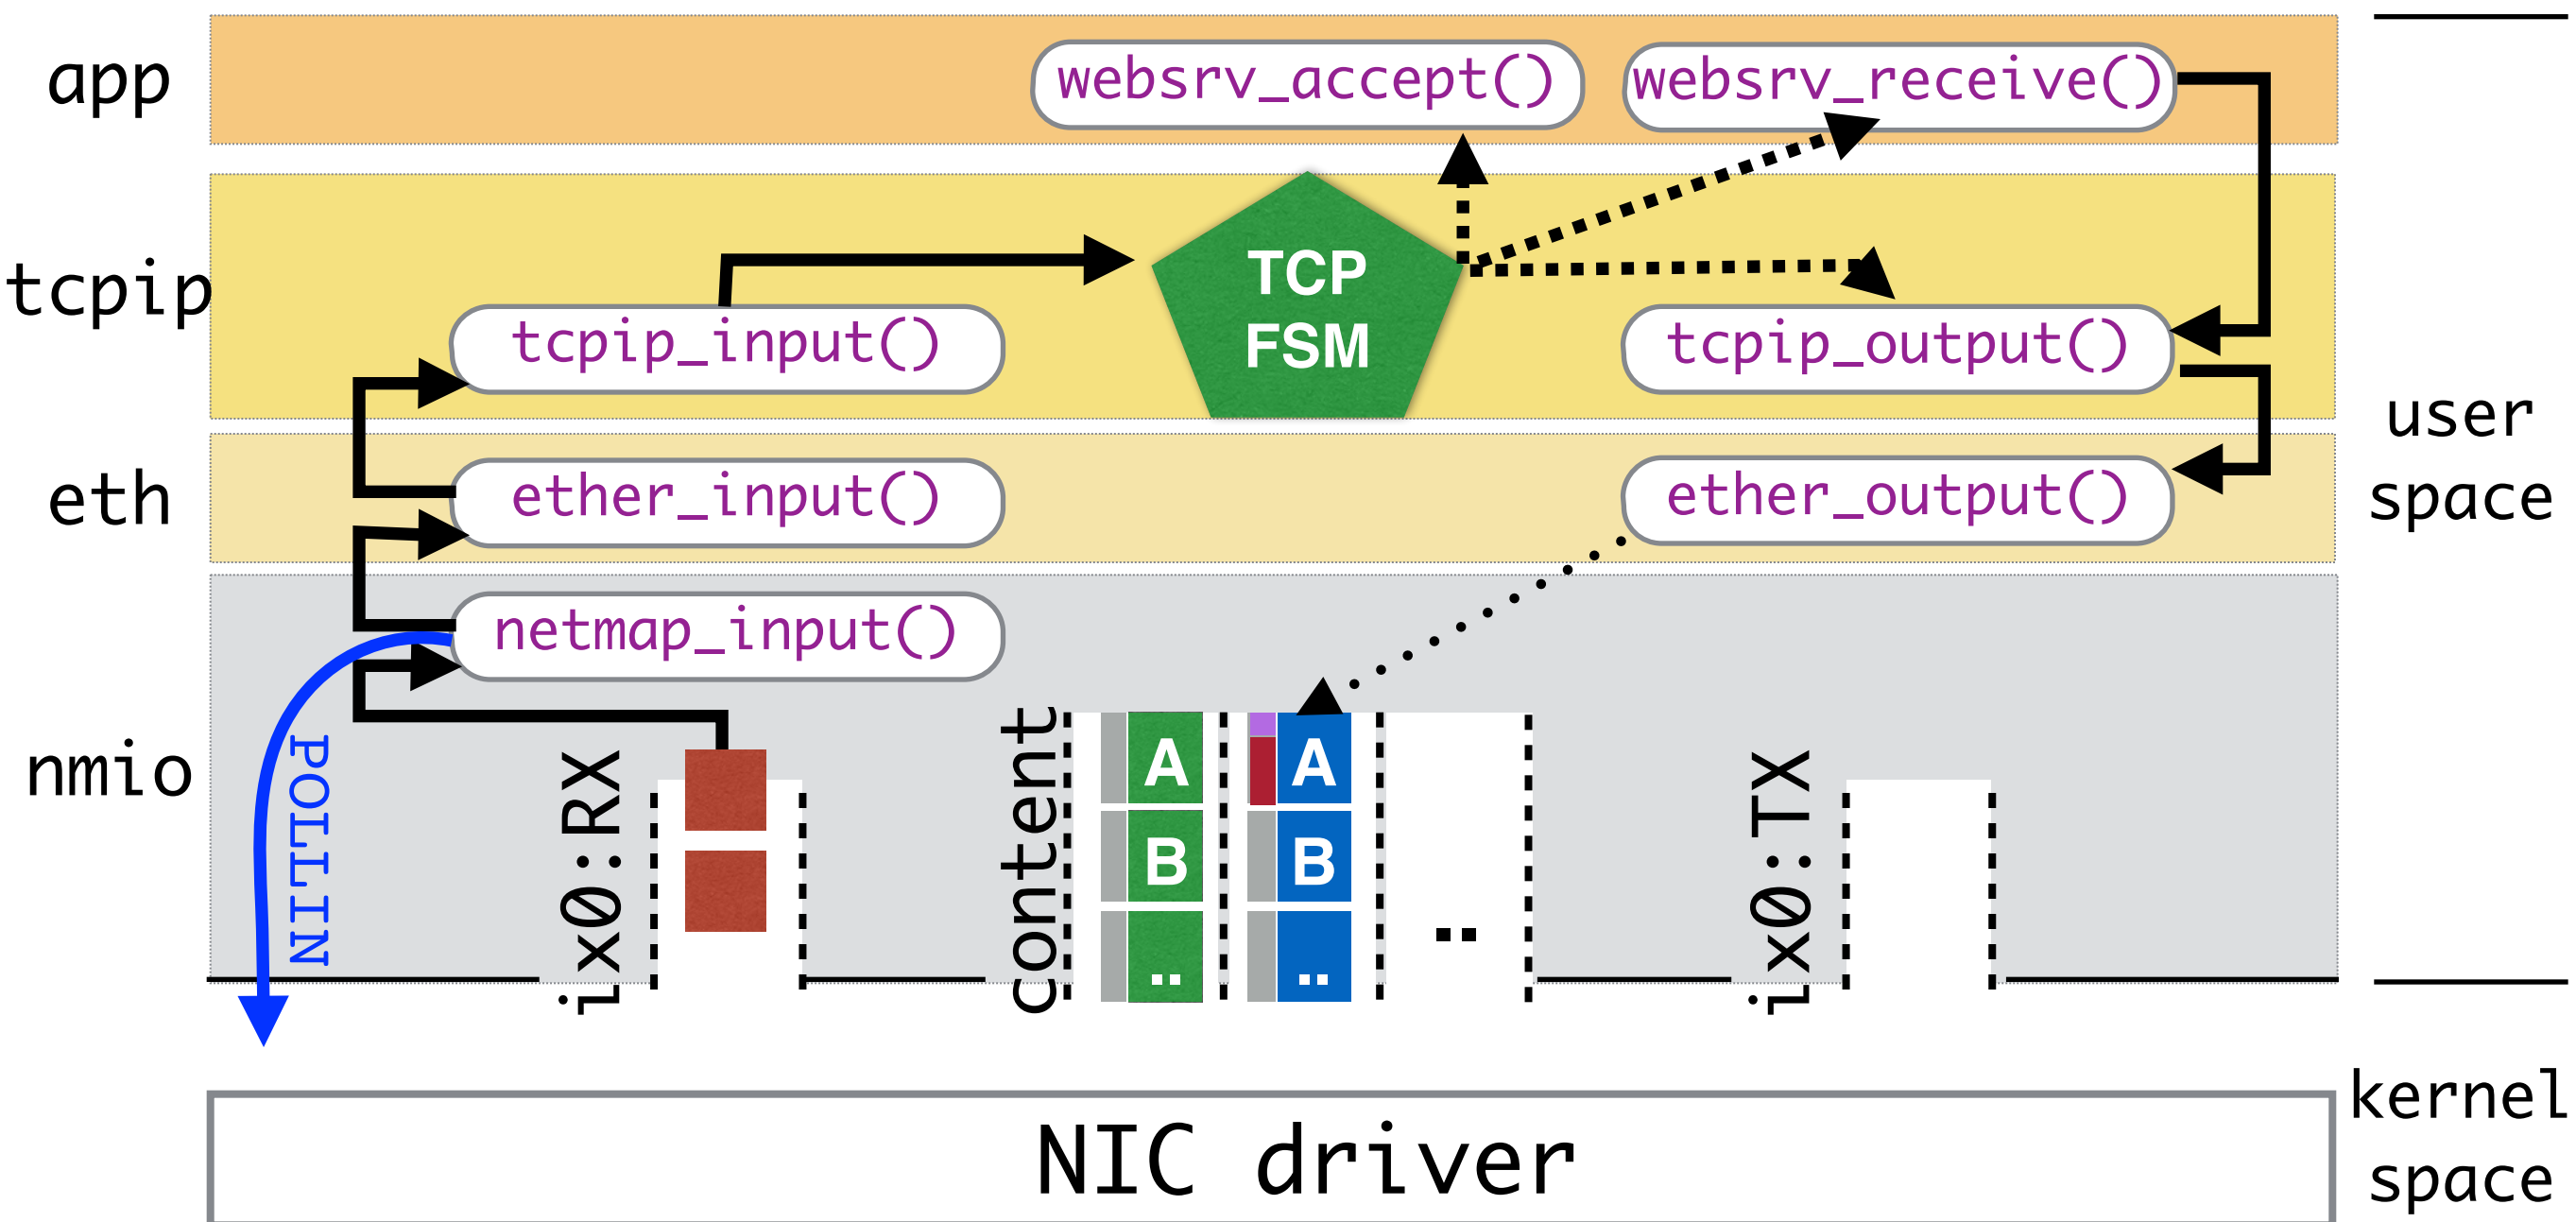 app
websrv_accept()
websrv_receive()
tcpip
TCP
FSM
tcpip_input()
tcpip_output()
user
space
eth
ether_input()
ether_output()
netmap_input()
nmio
POLLIN
ix0:RX
content
A
B
..
A
B
..
..
ix0:TX
NIC driver
kernel
space